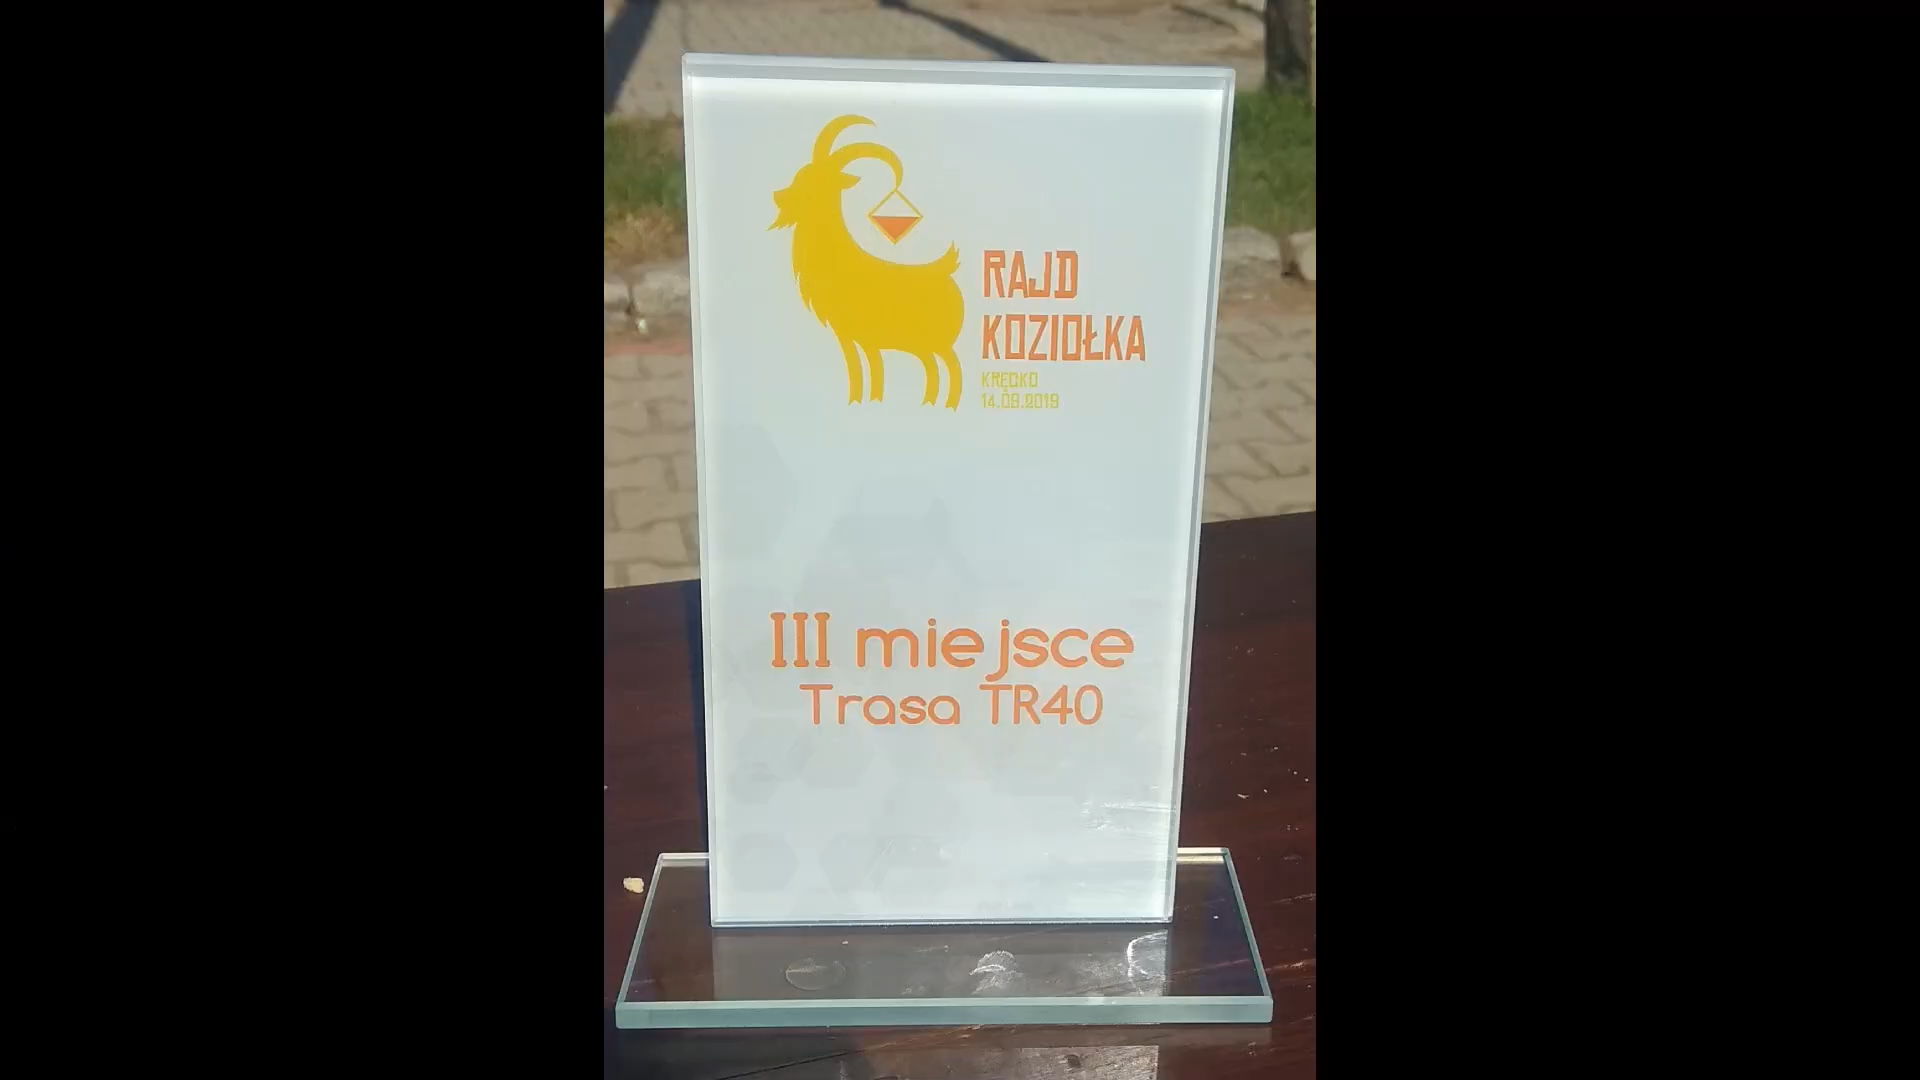 RAJD
KOZIOŁKA
KRĘCKO
14.09.2019
III miejsce
Trasa TR40